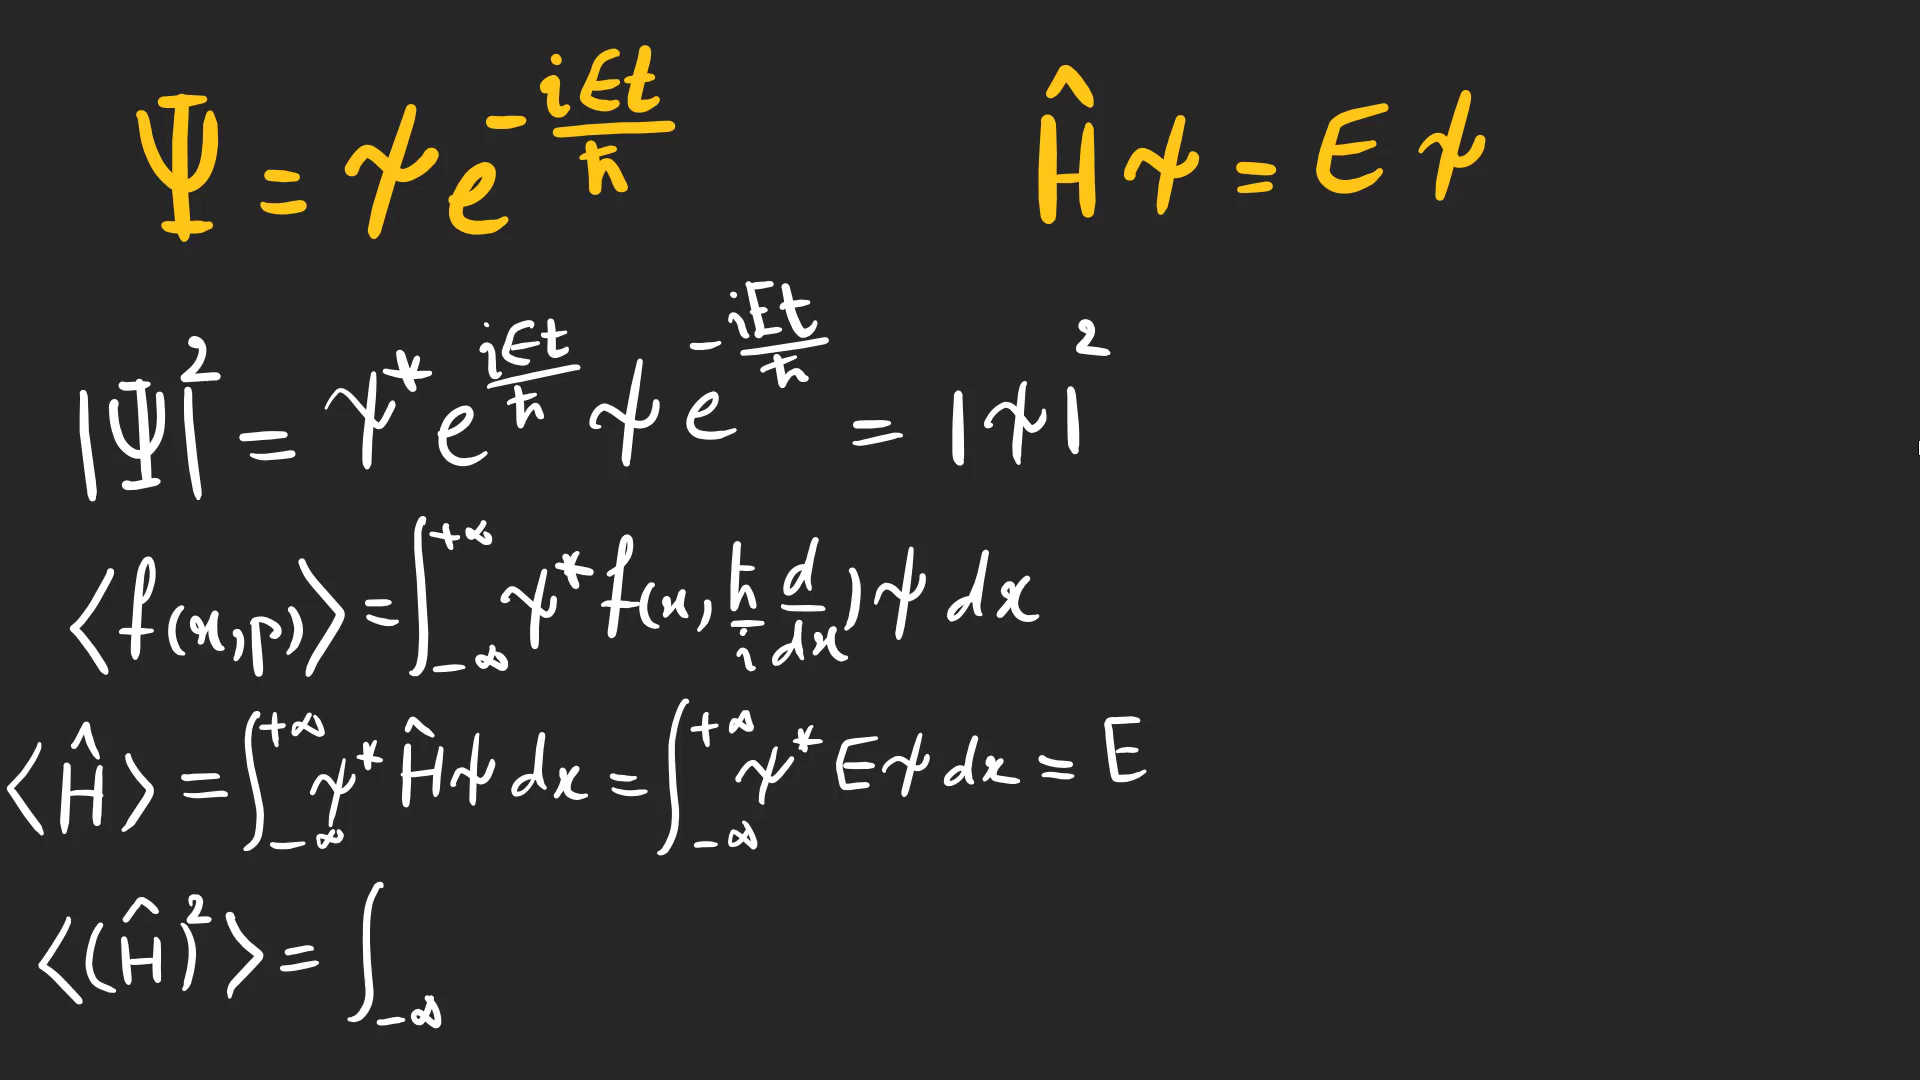 Ψ = ψ e^{-iEt/ħ}    Ĥψ = Eψ
|Ψ|² = ψ* e^{iEt/ħ} ψ e^{-iEt/ħ} = |ψ|²
⟨f(x,p)⟩ = ∫_{-∞}^{+∞} ψ* f(x, ħ/i d/dx) ψ dx
⟨Ĥ⟩ = ∫_{-∞}^{+∞} ψ* Ĥψ dx = ∫_{-∞}^{+∞} ψ* Eψ dx = E
⟨(Ĥ)²⟩ = ∫_{-∞}